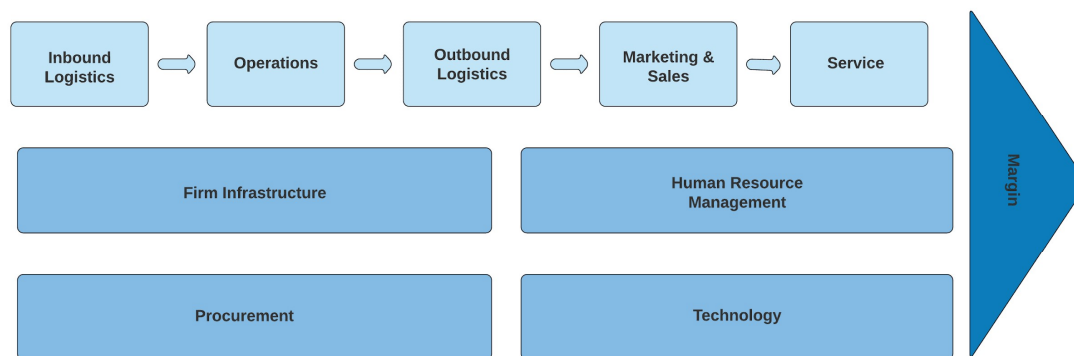 Inbound
Logistics
Operations
Outbound
Logistics
Marketing &
Sales
Service
Firm Infrastructure
Human Resource
Management
Margin
Procurement
Technology